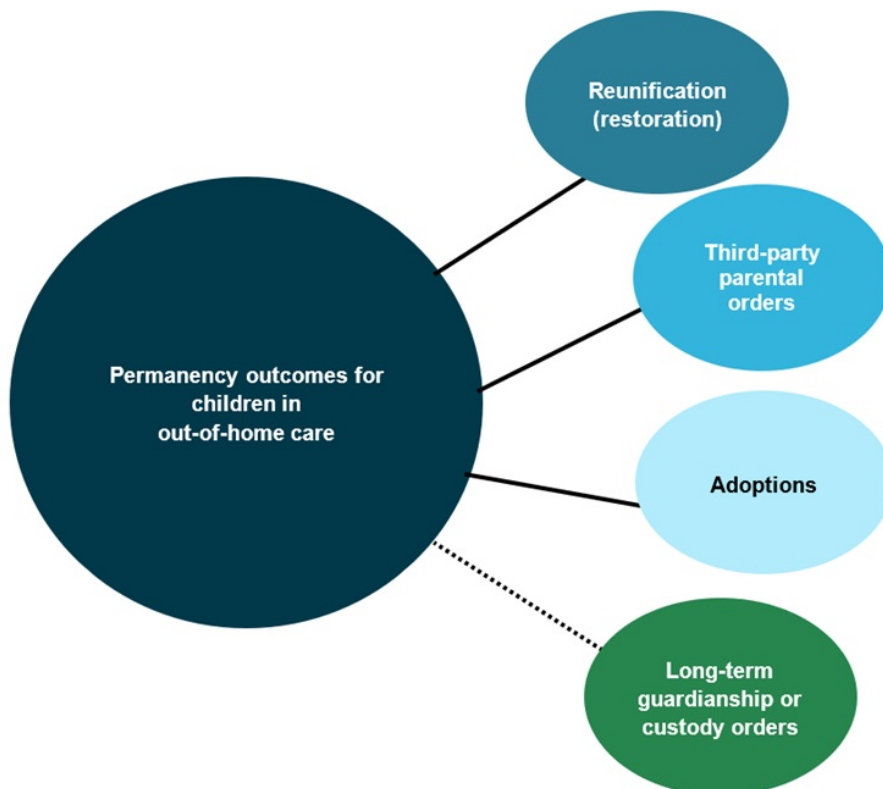 Reunification
(restoration)
Third-party
parental
orders
Permanency outcomes for
children in
out-of-home care
Adoptions
Long-term
guardianship or
custody orders